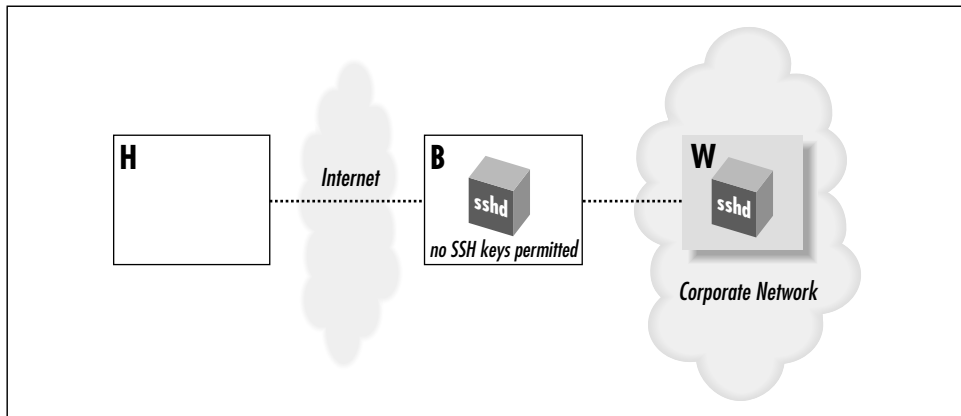 H
Internet
B
sshd
no SSH keys permitted
W
sshd
Corporate Network